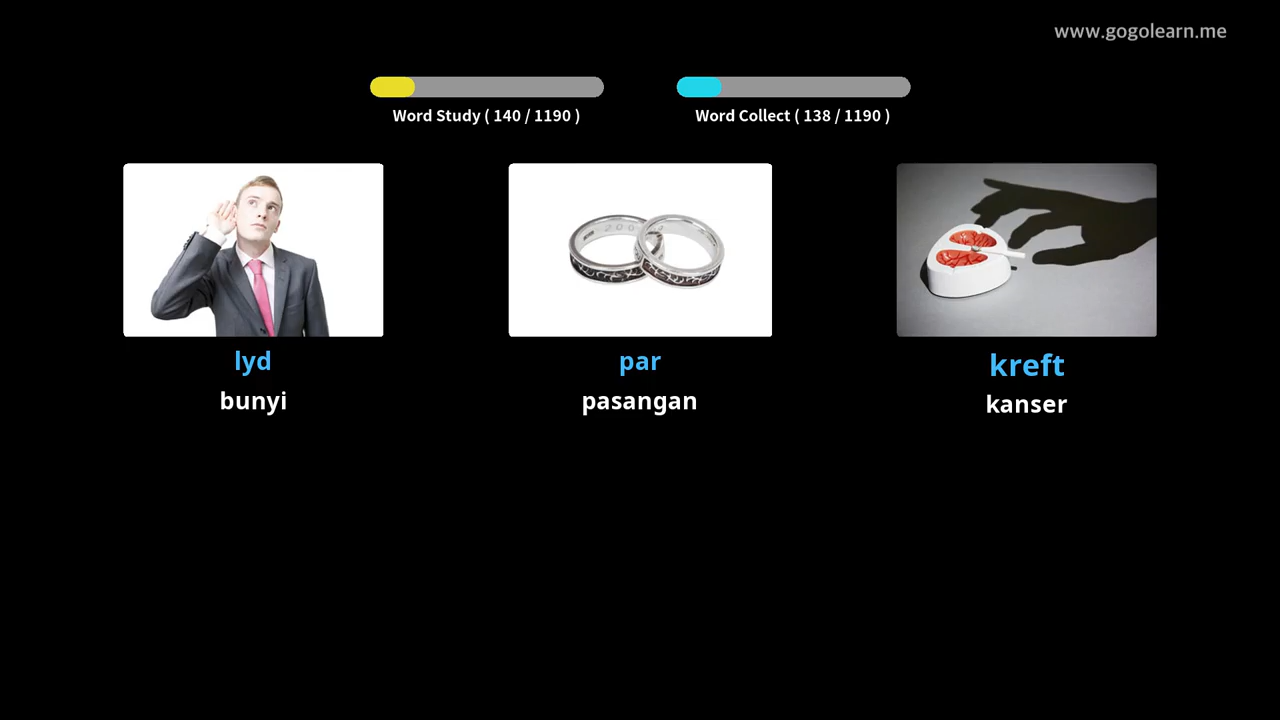 www.gogolearn.me
Word Study ( 140 / 1190 )
Word Collect ( 138 / 1190 )
lyd
bunyi
par
pasangan
kreft
kanser